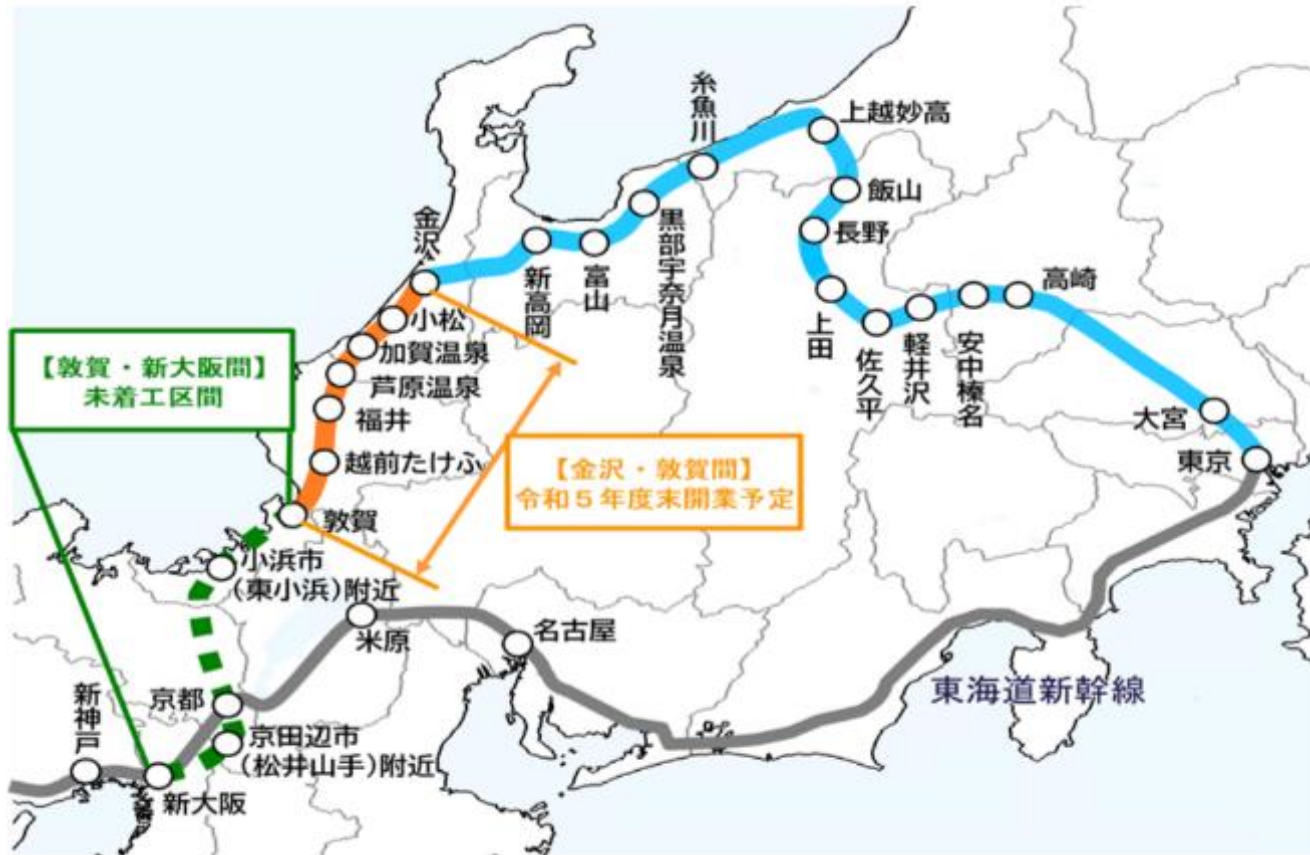 糸魚川
上越妙高
飯山
長野
金沢
黒部宇奈月温泉
富山
新高岡
高崎
上田
佐久平
軽井沢
安中榛名
小松
加賀温泉
芦原温泉
福井
越前たけふ
敦賀
【敦賀・新大阪間】
未着工区間
【金沢・敦賀間】
令和5年度末開業予定
大宮
東京
小浜市
(東小浜)附近
米原
名古屋
東海道新幹線
京都
新神戸
京田辺市
(松井山手)附近
新大阪